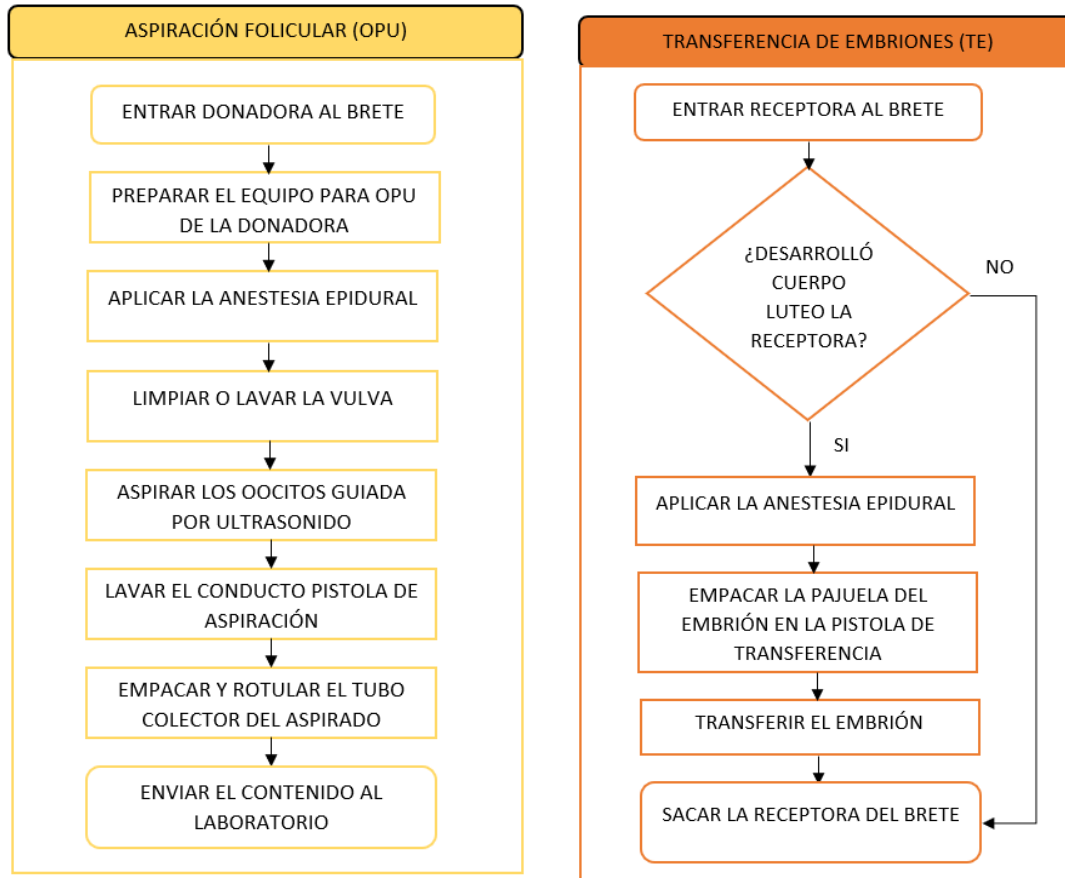 ASPIRACIÓN FOLICULAR (OPU)
ENTRAR DONADORA AL BRETE
PREPARAR EL EQUIPO PARA OPU
DE LA DONADORA
APLICAR LA ANESTESIA EPIDURAL
LIMPIAR O LAVAR LA VULVA
ASPIRAR LOS OOCITOS GUIADA
POR ULTRASONIDO
LAVAR EL CONDUCTO PISTOLA DE
ASPIRACIÓN
EMPACAR Y ROTULAR EL TUBO
COLECTOR DEL ASPIRADO
ENVIAR EL CONTENIDO AL
LABORATORIO
TRANSFERENCIA DE EMBRIONES (TE)
ENTRAR RECEPTORA AL BRETE
¿DESARROLLÓ
CUERPO
LUTEO LA
RECEPTORA?
NO
SI
APLICAR LA ANESTESIA EPIDURAL
EMPACAR LA PAJUELA DEL
EMBRIÓN EN LA PISTOLA DE
TRANSFERENCIA
TRANSFERIR EL EMBRIÓN
SACAR LA RECEPTORA DEL BRETE